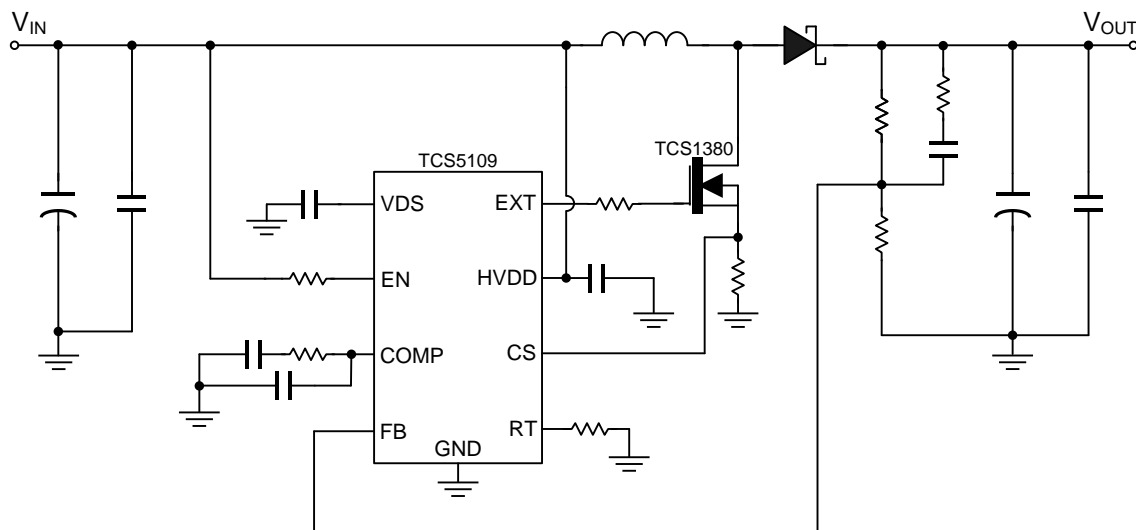 VIN
VOUT
TCS5109
TCS1380
VDS
EXT
EN
HVDD
COMP
CS
FB
RT
GND